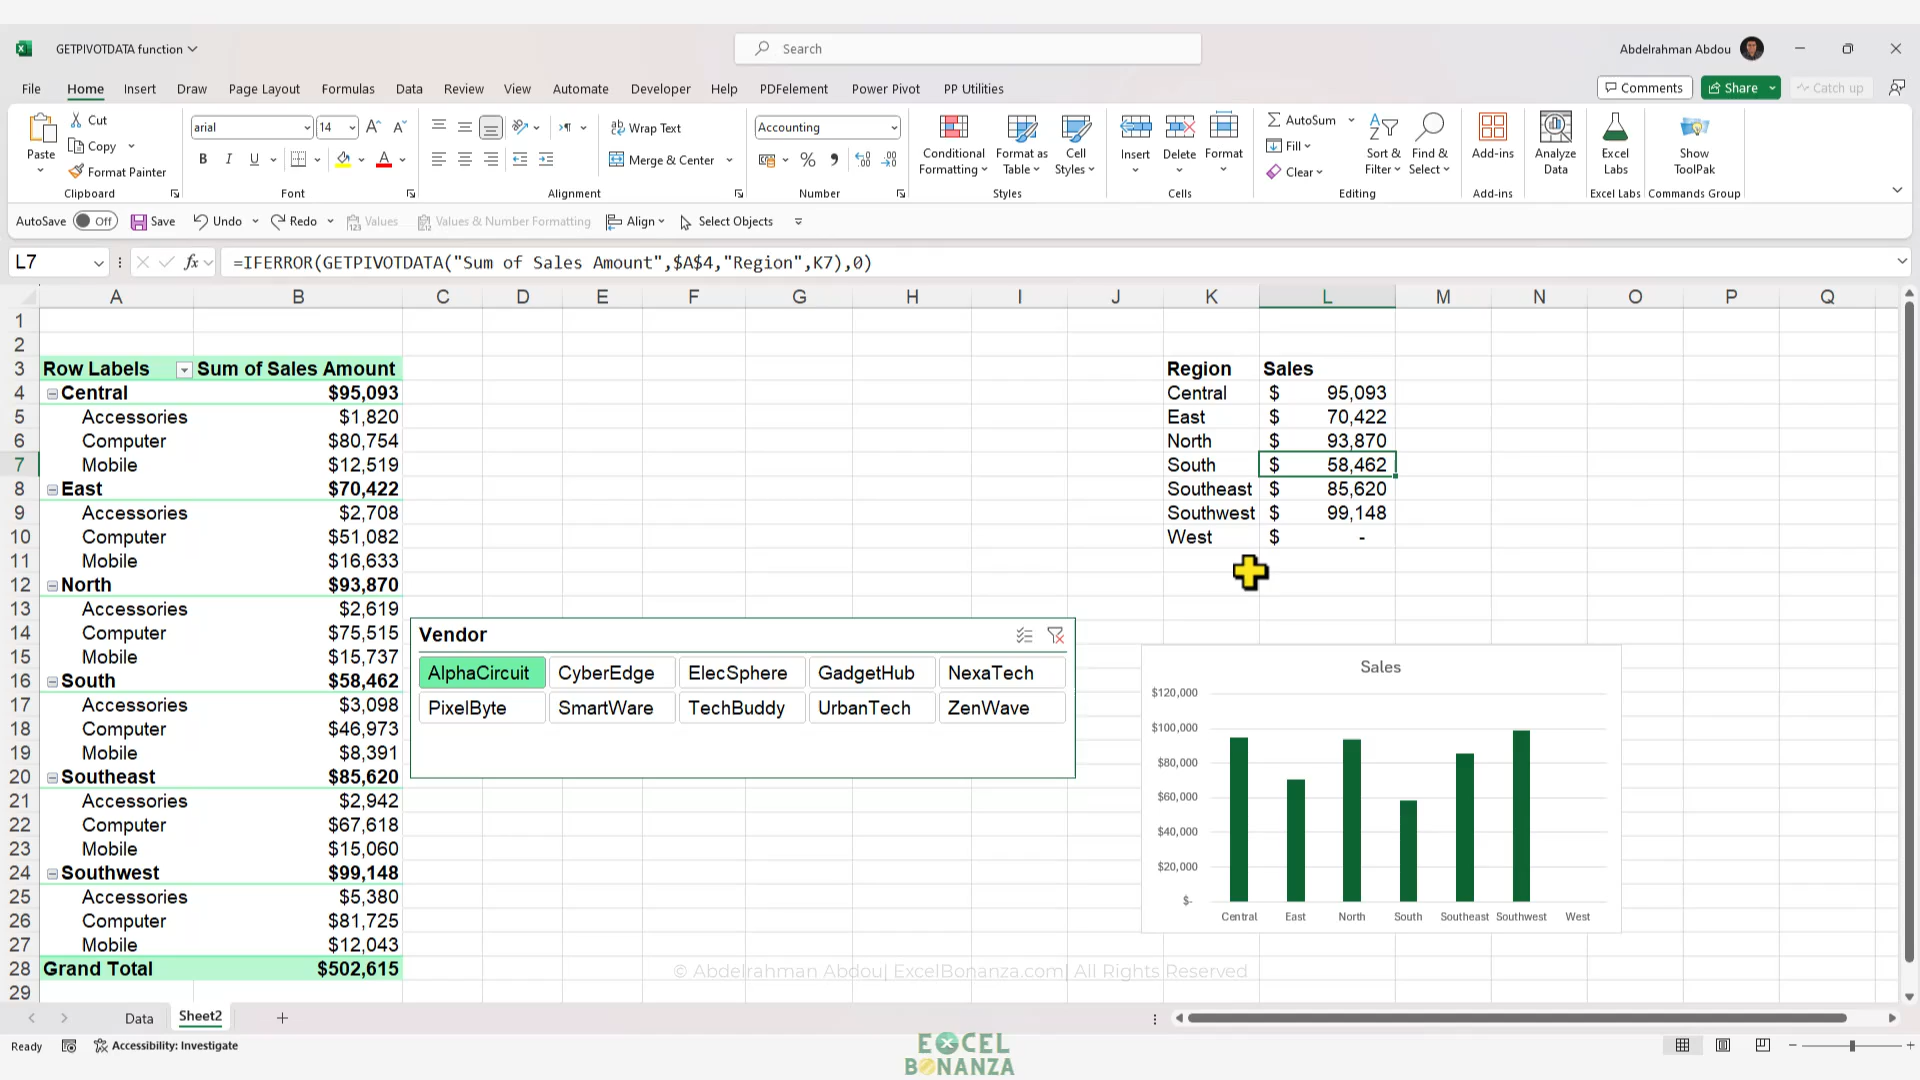 GETPIVOTDATA function
Search
Abdelrahman Abdou
File Home Insert Draw Page Layout Formulas Data Review View Automate Developer Help PDFelement Power Pivot PP Utilities
Comments Share Catch up
Paste
Cut
Copy
Format Painter
Clipboard
arial 14
B I U
Font
Wrap Text
Merge & Center
Alignment
Accounting
Number
Conditional Formatting
Format as Table
Cell Styles
Styles
Insert Delete Format
Cells
AutoSum
Fill
Clear
Sort & Filter
Find & Select
Editing
Add-ins
Add-ins
Analyze Data
Excel Labs
Excel Labs
Show ToolPak
Commands Group
AutoSave Off Save Undo Redo Values Values & Number Formatting Align Select Objects
L7 fx =IFERROR(GETPIVOTDATA("Sum of Sales Amount",$A$4,"Region",K7),0)
A B C D E F G H I J K L M N O P Q
1
2
3 Row Labels Sum of Sales Amount Region Sales
4 Central $95,093 Central $ 95,093
5 Accessories $1,820 East $ 70,422
6 Computer $80,754 North $ 93,870
7 Mobile $12,519 South $ 58,462
8 East $70,422 Southeast $ 85,620
9 Accessories $2,708 Southwest $ 99,148
10 Computer $51,082 West $ -
11 Mobile $16,633
12 North $93,870
13 Accessories $2,619
14 Computer $75,515
15 Mobile $15,737
16 South $58,462
17 Accessories $3,098
18 Computer $46,973
19 Mobile $8,391
20 Southeast $85,620
21 Accessories $2,942
22 Computer $67,618
23 Mobile $15,060
24 Southwest $99,148
25 Accessories $5,380
26 Computer $81,725
27 Mobile $12,043
28 Grand Total $502,615
29
Vendor
AlphaCircuit CyberEdge ElecSphere GadgetHub NexaTech
PixelByte SmartWare TechBuddy UrbanTech ZenWave
Sales
$120,000
$100,000
$80,000
$60,000
$40,000
$20,000
$-
Central East North South Southeast Southwest West
© Abdelrahman Abdou| ExcelBonanza.com| All Rights Reserved
Data Sheet2
Ready Accessibility: Investigate
EXCEL
BONANZA